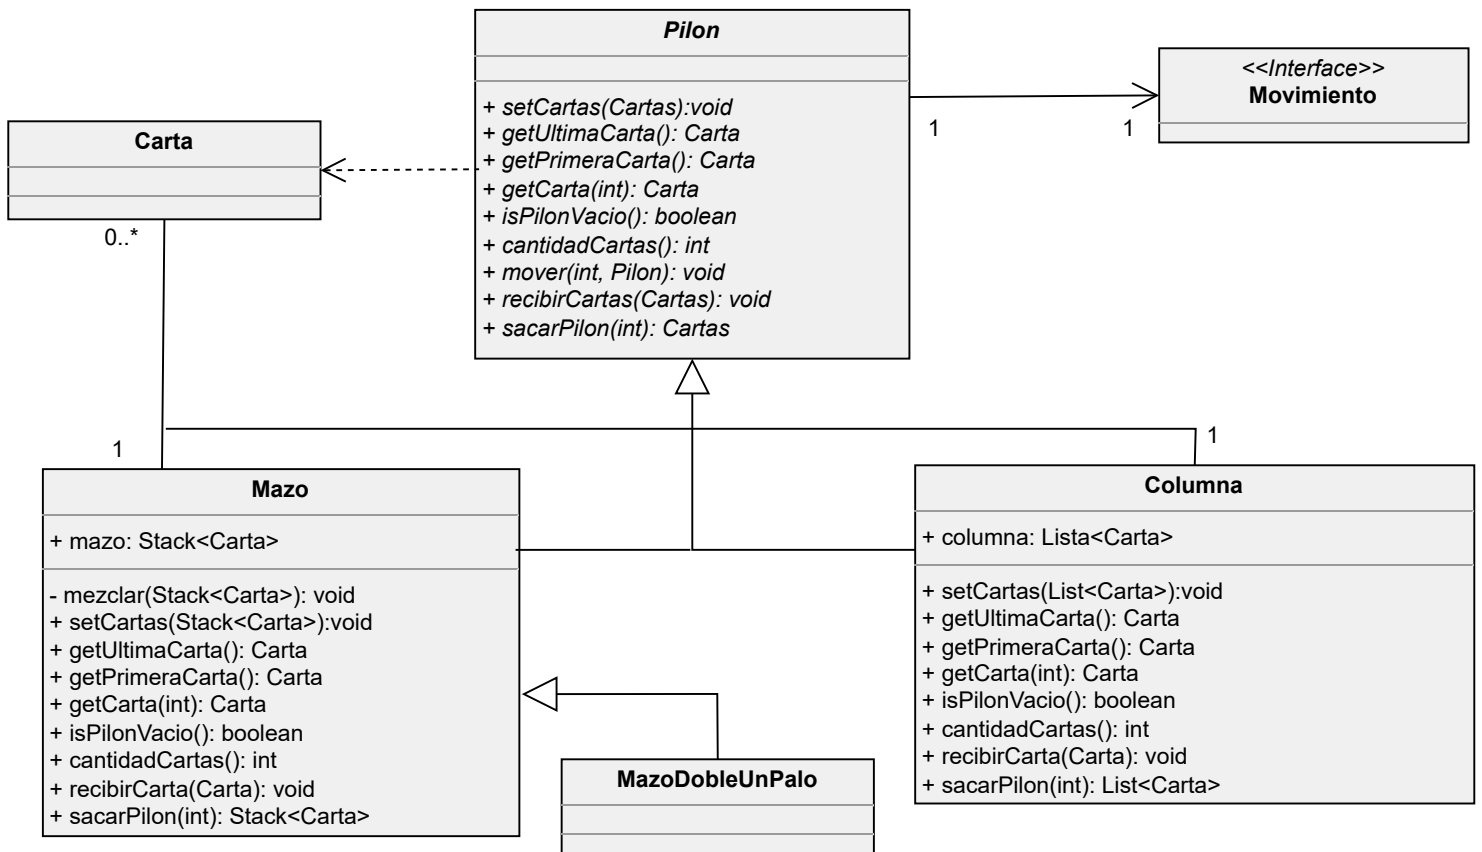 Pilon
+ setCartas(Cartas):void
+ getUltimaCarta(): Carta
+ getPrimeraCarta(): Carta
+ getCarta(int): Carta
+ isPilonVacio(): boolean
+ cantidadCartas(): int
+ mover(int, Pilon): void
+ recibirCartas(Cartas): void
+ sacarPilon(int): Cartas
<<Interface>>
Movimiento
1
1
Carta
0..*
1
1
Mazo
+ mazo: Stack<Carta>
- mezclar(Stack<Carta>): void
+ setCartas(Stack<Carta>):void
+ getUltimaCarta(): Carta
+ getPrimeraCarta(): Carta
+ getCarta(int): Carta
+ isPilonVacio(): boolean
+ cantidadCartas(): int
+ recibirCarta(Carta): void
+ sacarPilon(int): Stack<Carta>
MazoDobleUnPalo
Columna
+ columna: Lista<Carta>
+ setCartas(List<Carta>):void
+ getUltimaCarta(): Carta
+ getPrimeraCarta(): Carta
+ getCarta(int): Carta
+ isPilonVacio(): boolean
+ cantidadCartas(): int
+ recibirCarta(Carta): void
+ sacarPilon(int): List<Carta>